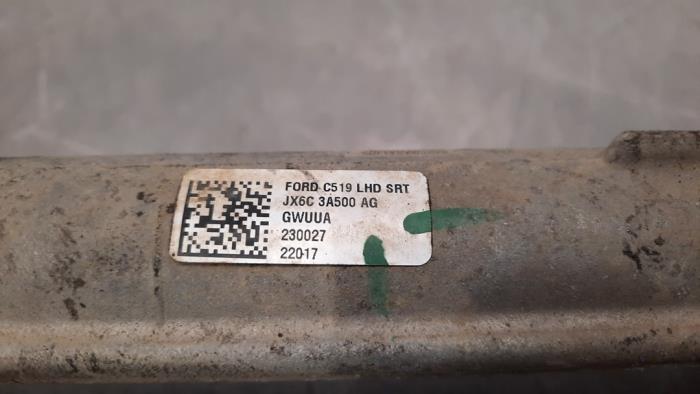 FORD C519 LHD SRT
JX6C 3A500 AG
GWUUA
230027
22017